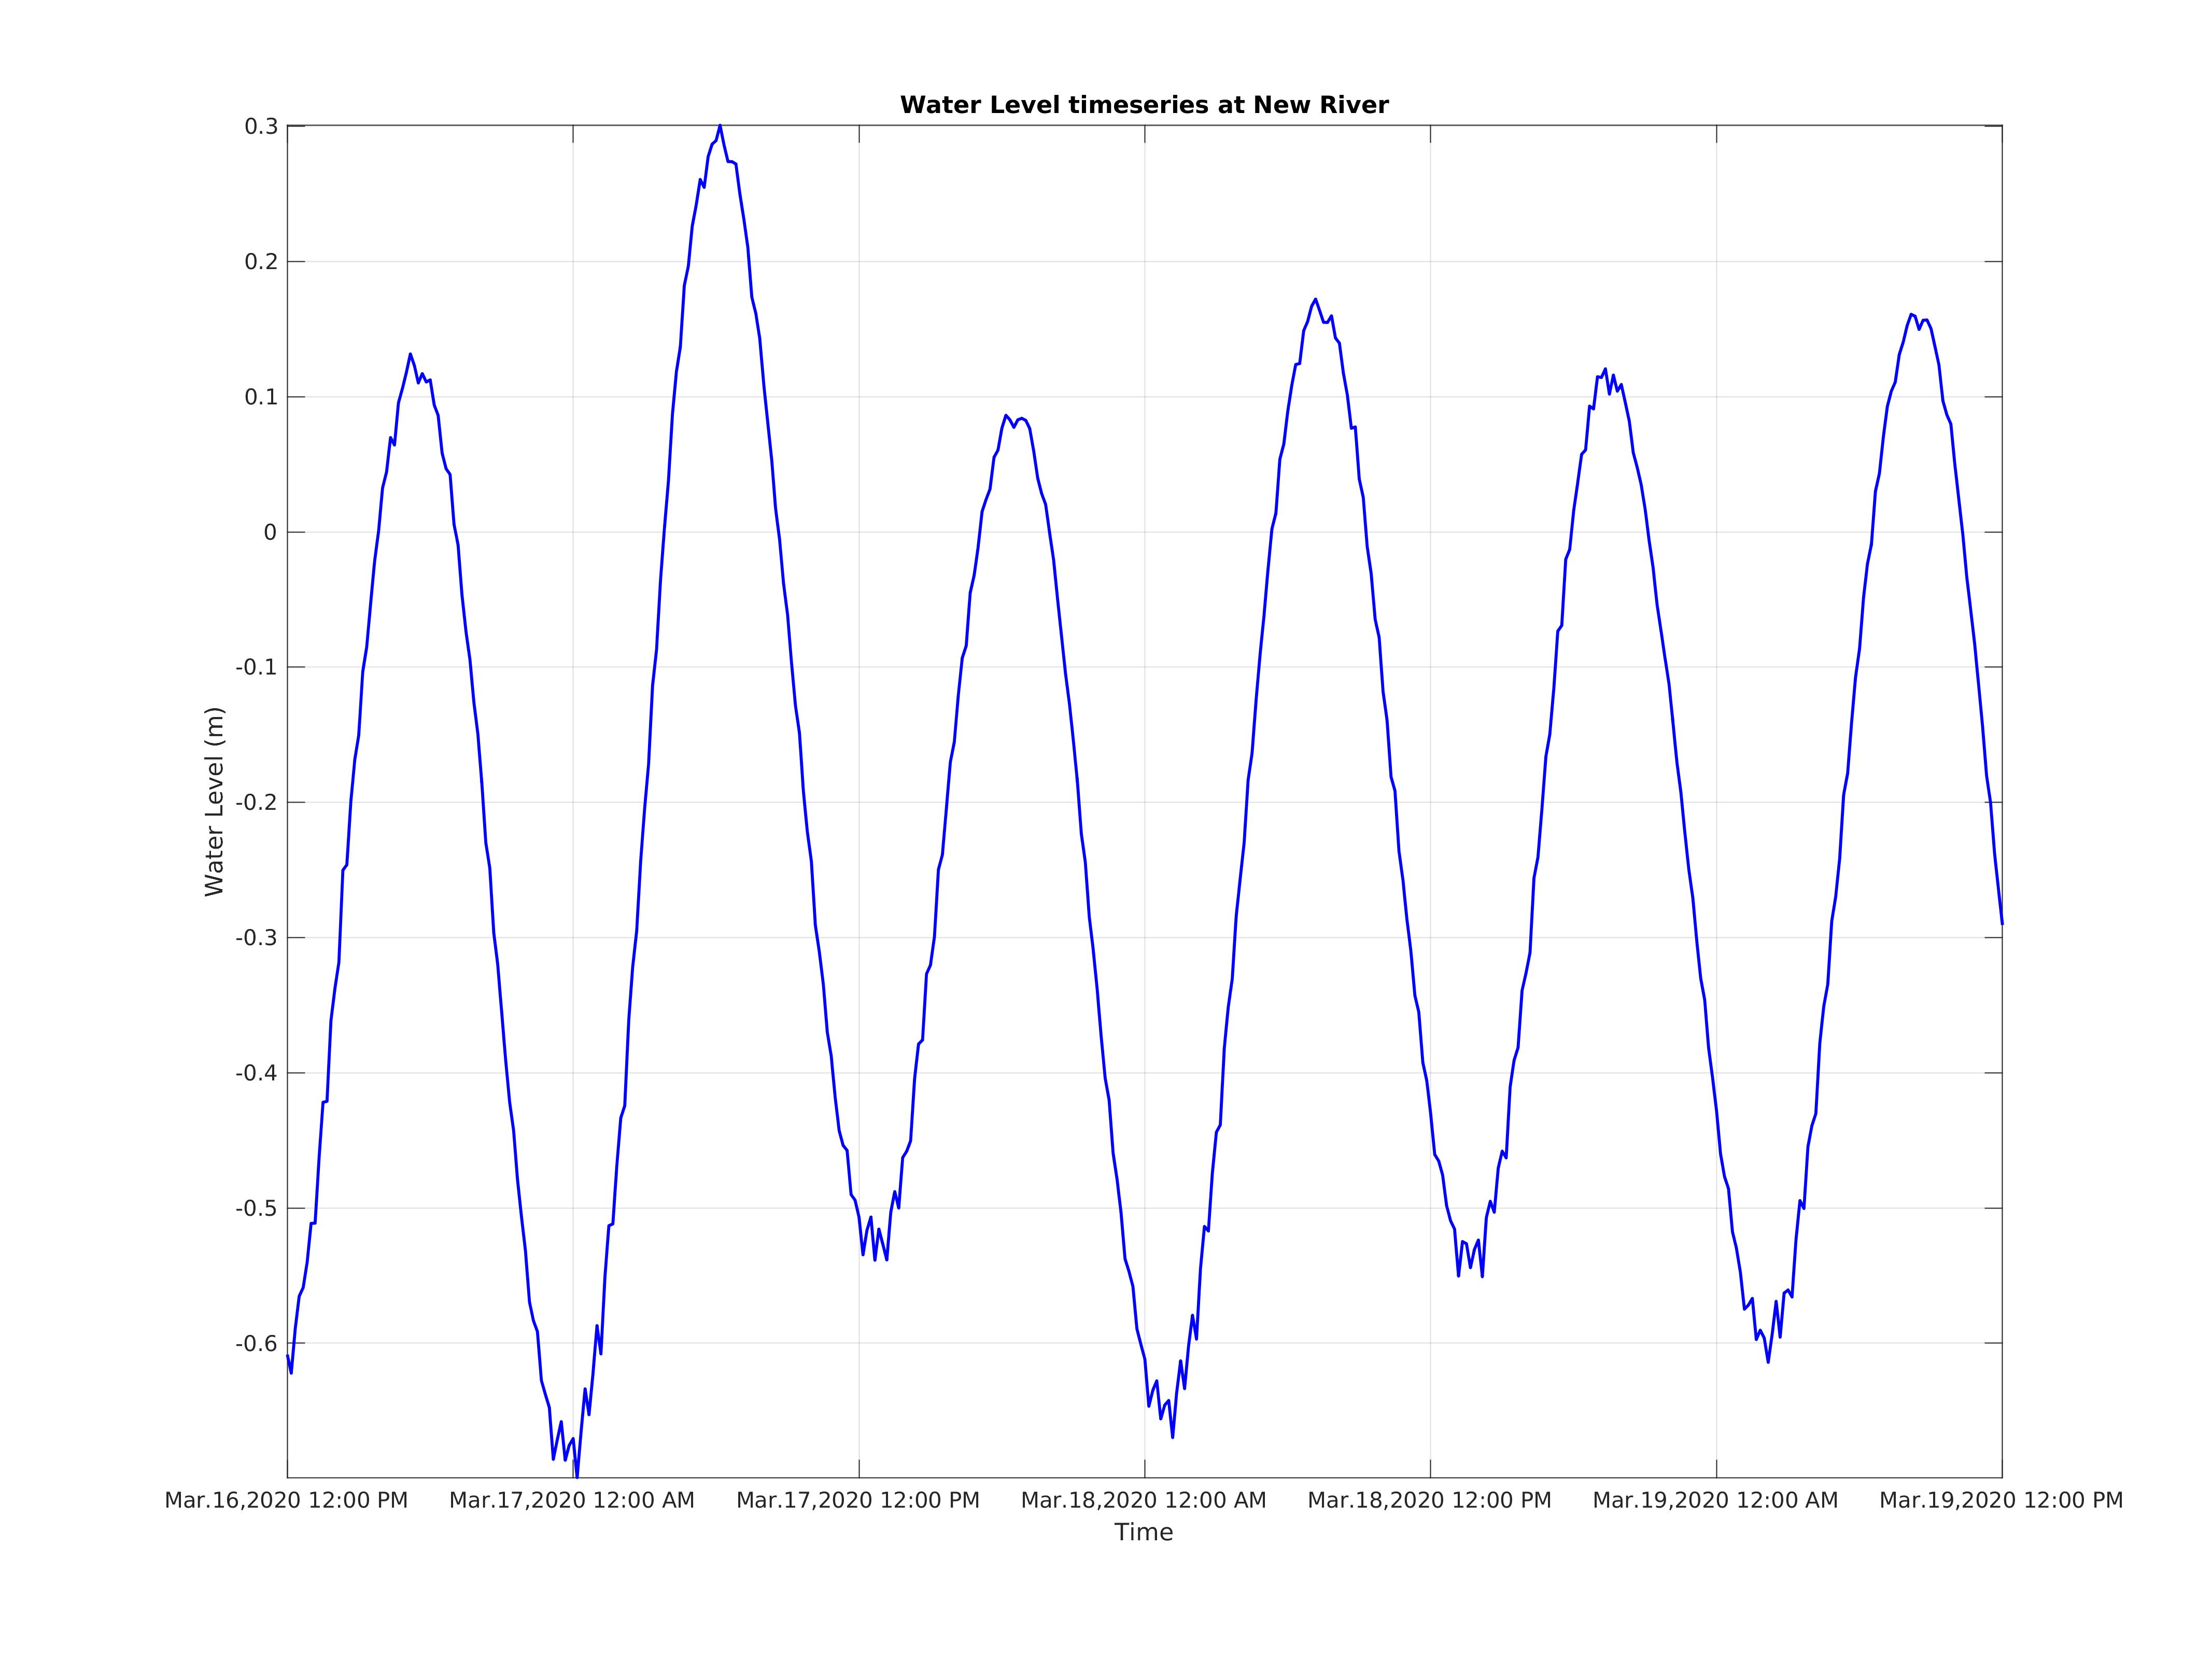 Water Level timeseries at New River
0.3
0.2
0.1
0
-0.1
-0.2
-0.3
-0.4
-0.5
-0.6
Water Level (m)
Mar.16,2020 12:00 PM
Mar.17,2020 12:00 AM
Mar.17,2020 12:00 PM
Mar.18,2020 12:00 AM
Mar.18,2020 12:00 PM
Mar.19,2020 12:00 AM
Mar.19,2020 12:00 PM
Time